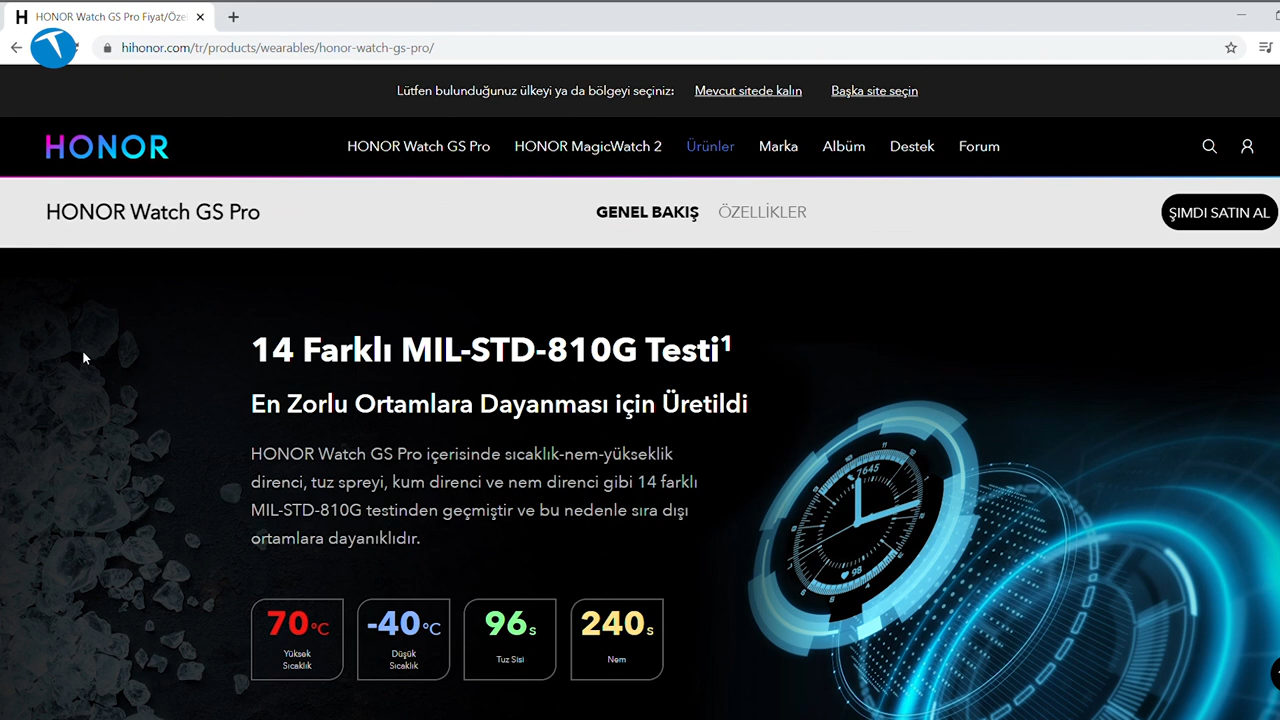 HONOR Watch GS Pro Fiyat/Öze
hihonor.com/tr/products/wearables/honor-watch-gs-pro/
Lütfen bulunduğunuz ülkeyi ya da bölgeyi seçiniz: Mevcut sitede kalın Başka site seçin
HONOR HONOR Watch GS Pro HONOR MagicWatch 2 Ürünler Marka Albüm Destek Forum
HONOR Watch GS Pro GENEL BAKIŞ ÖZELLİKLER ŞIMDI SATIN AL
14 Farklı MIL-STD-810G Testi¹
En Zorlu Ortamlara Dayanması için Üretildi
HONOR Watch GS Pro içerisinde sıcaklık-nem-yükseklik
direnci, tuz spreyi, kum direnci ve nem direnci gibi 14 farklı
MIL-STD-810G testinden geçmiştir ve bu nedenle sıra dışı
ortamlara dayanıklıdır.
70°C -40°C 96s 240s
Yüksek Sıcaklık Düşük Sıcaklık Tuz Sisi Nem
7645
98